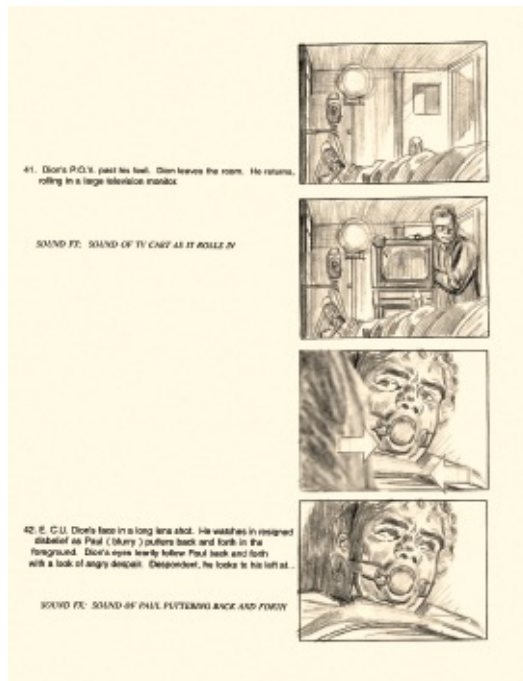 41. Dion's P.O.V. past his feet. Dion leaves the room. He returns,
rolling in a large television monitor.
SOUND FX: SOUND OF TV CART AS IT ROLLS IN
42. E. C.U. Dion's face in a long lens shot. He watches in resigned
disbelief as Paul ( blurry ) putters back and forth in the
foreground. Dion's eyes tearily follow Paul back and forth
with a look of angry despair. Despondent, he looks to his left at...
SOUND FX: SOUND OF PAUL PUTTERING BACK AND FORTH